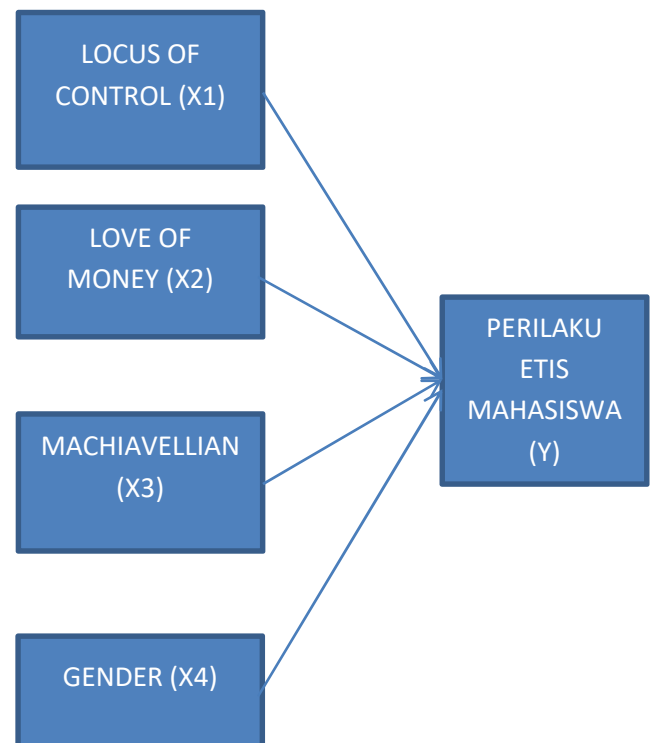 LOCUS OF
CONTROL (X1)
LOVE OF
MONEY (X2)
MACHIAVELLIAN
(X3)
GENDER (X4)
PERILAKU
ETIS
MAHASISWA
(Y)